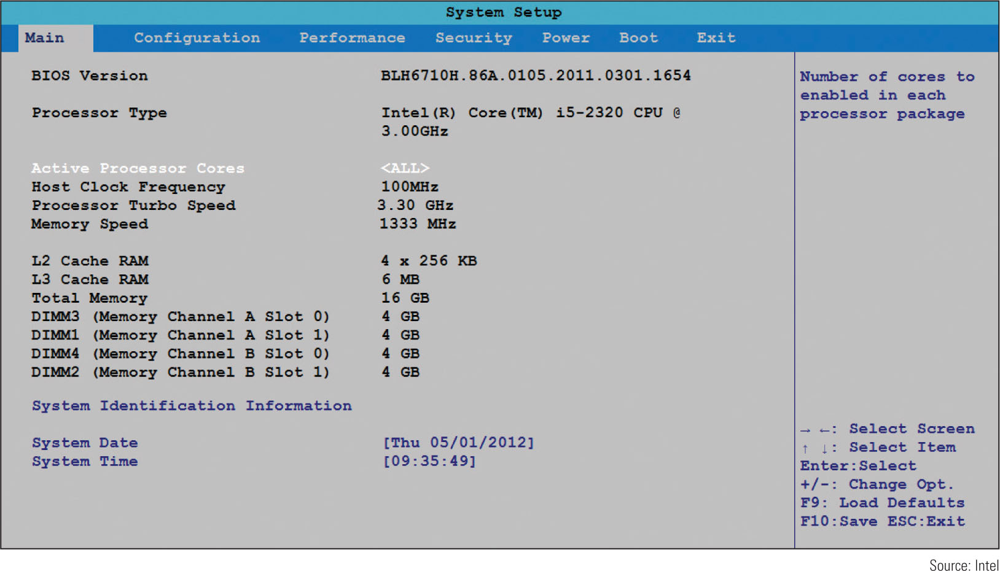 System Setup
Main Configuration Performance Security Power Boot Exit
BIOS Version BLH6710H.86A.0105.2011.0301.1654
Processor Type Intel(R) Core(TM) i5-2320 CPU @
3.00GHz
Active Processor Cores <ALL>
Host Clock Frequency 100MHz
Processor Turbo Speed 3.30 GHz
Memory Speed 1333 MHz
L2 Cache RAM 4 x 256 KB
L3 Cache RAM 6 MB
Total Memory 16 GB
DIMM3 (Memory Channel A Slot 0) 4 GB
DIMM1 (Memory Channel A Slot 1) 4 GB
DIMM4 (Memory Channel B Slot 0) 4 GB
DIMM2 (Memory Channel B Slot 1) 4 GB
System Identification Information
System Date [Thu 05/01/2012]
System Time [09:35:49]
Number of cores to
enabled in each
processor package
→ ←: Select Screen
↑ ↓: Select Item
Enter:Select
+/-: Change Opt.
F9: Load Defaults
F10:Save ESC:Exit
Source: Intel